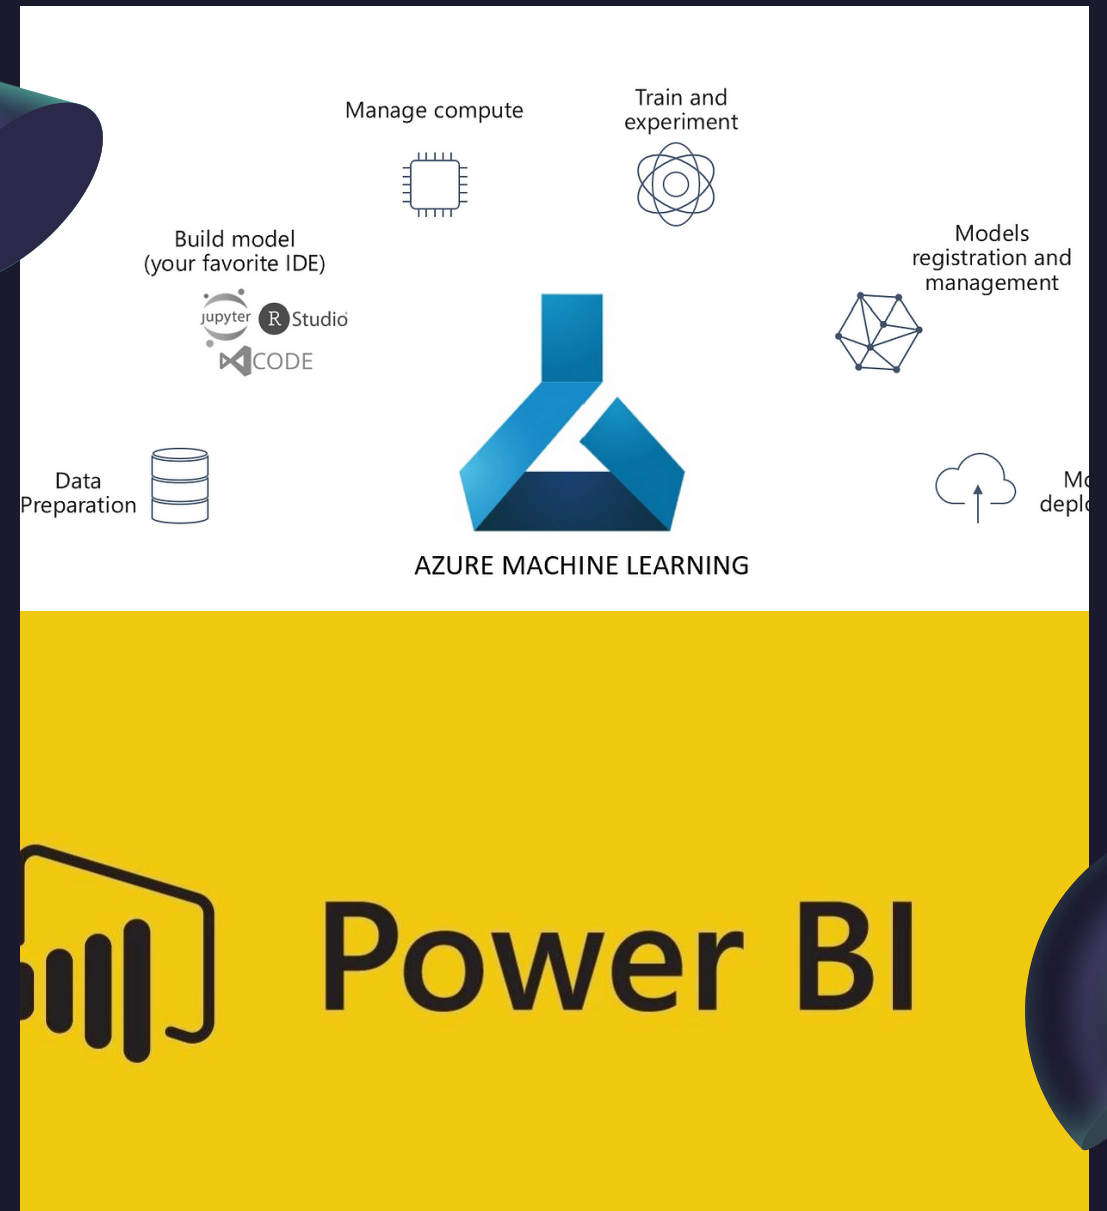 Manage compute
Train and
experiment
Build model
(your favorite IDE)
Models
registration and
management
jupyter
R Studio
CODE
Data
Preparation
AZURE MACHINE LEARNING
Power BI